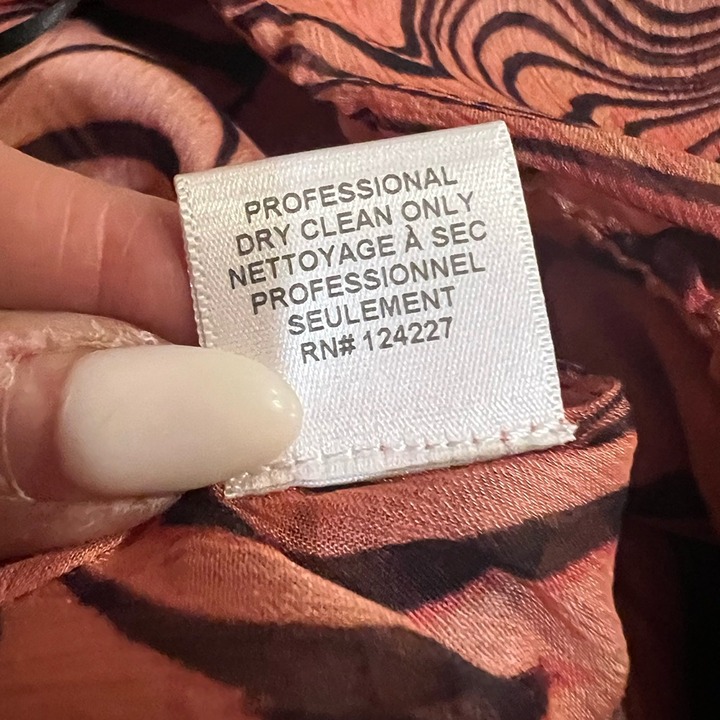 PROFESSIONAL
DRY CLEAN ONLY
NETTOYAGE À SEC
PROFESSIONNEL
SEULEMENT
RN# 124227